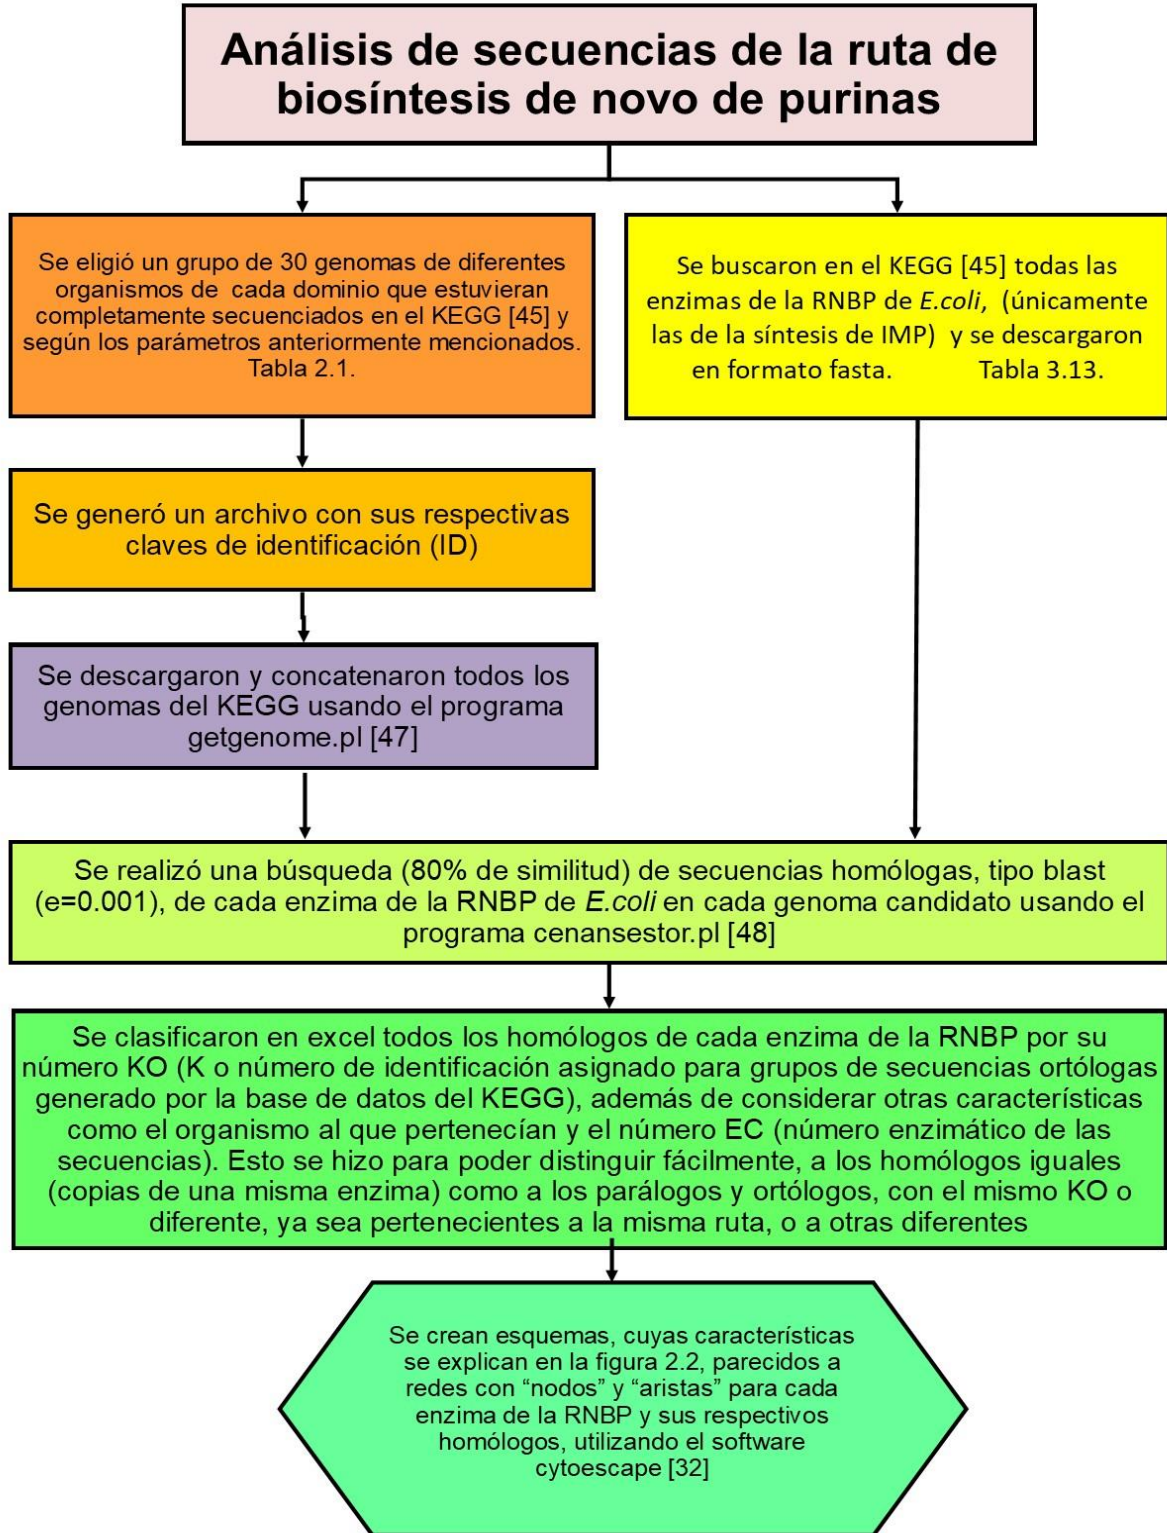 Análisis de secuencias de la ruta de
biosíntesis de novo de purinas
Se eligió un grupo de 30 genomas de diferentes
organismos de cada dominio que estuvieran
completamente secuenciados en el KEGG [45] y
según los parámetros anteriormente mencionados.
Tabla 2.1.
Se buscaron en el KEGG [45] todas las
enzimas de la RNBP de E.coli, (únicamente
las de la síntesis de IMP) y se descargaron
en formato fasta. Tabla 3.13.
Se generó un archivo con sus respectivas
claves de identificación (ID)
Se descargaron y concatenaron todos los
genomas del KEGG usando el programa
getgenome.pl [47]
Se realizó una búsqueda (80% de similitud) de secuencias homólogas, tipo blast
(e=0.001), de cada enzima de la RNBP de E.coli en cada genoma candidato usando el
programa cenansestor.pl [48]
Se clasificaron en excel todos los homólogos de cada enzima de la RNBP por su
número KO (K o número de identificación asignado para grupos de secuencias ortólogas
generado por la base de datos del KEGG), además de considerar otras características
como el organismo al que pertenecían y el número EC (número enzimático de las
secuencias). Esto se hizo para poder distinguir fácilmente, a los homólogos iguales
(copias de una misma enzima) como a los parálogos y ortólogos, con el mismo KO o
diferente, ya sea pertenecientes a la misma ruta, o a otras diferentes
Se crean esquemas, cuyas características
se explican en la figura 2.2, parecidos a
redes con “nodos” y “aristas” para cada
enzima de la RNBP y sus respectivos
homólogos, utilizando el software
cytoescape [32]